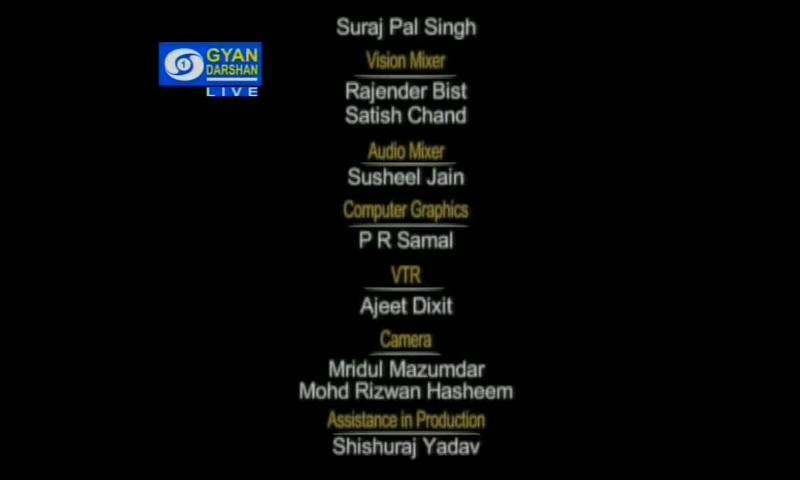 Suraj Pal Singh
GYAN
DARSHAN
1
LIVE
Vision Mixer
Rajender Bist
Satish Chand
Audio Mixer
Susheel Jain
Computer Graphics
P R Samal
VTR
Ajeet Dixit
Camera
Mridul Mazumdar
Mohd Rizwan Hasheem
Assistance in Production
Shishuraj Yadav